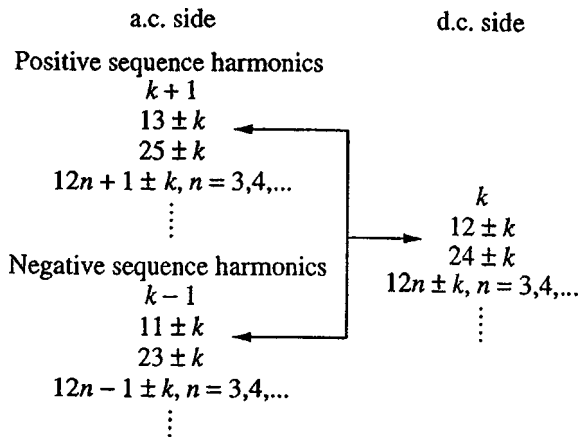 a.c. side
d.c. side
Positive sequence harmonics
k + 1
13 ± k
25 ± k
12n + 1 ± k, n = 3,4,...
Negative sequence harmonics
k − 1
11 ± k
23 ± k
12n − 1 ± k, n = 3,4,...
k
12 ± k
24 ± k
12n ± k, n = 3,4,...